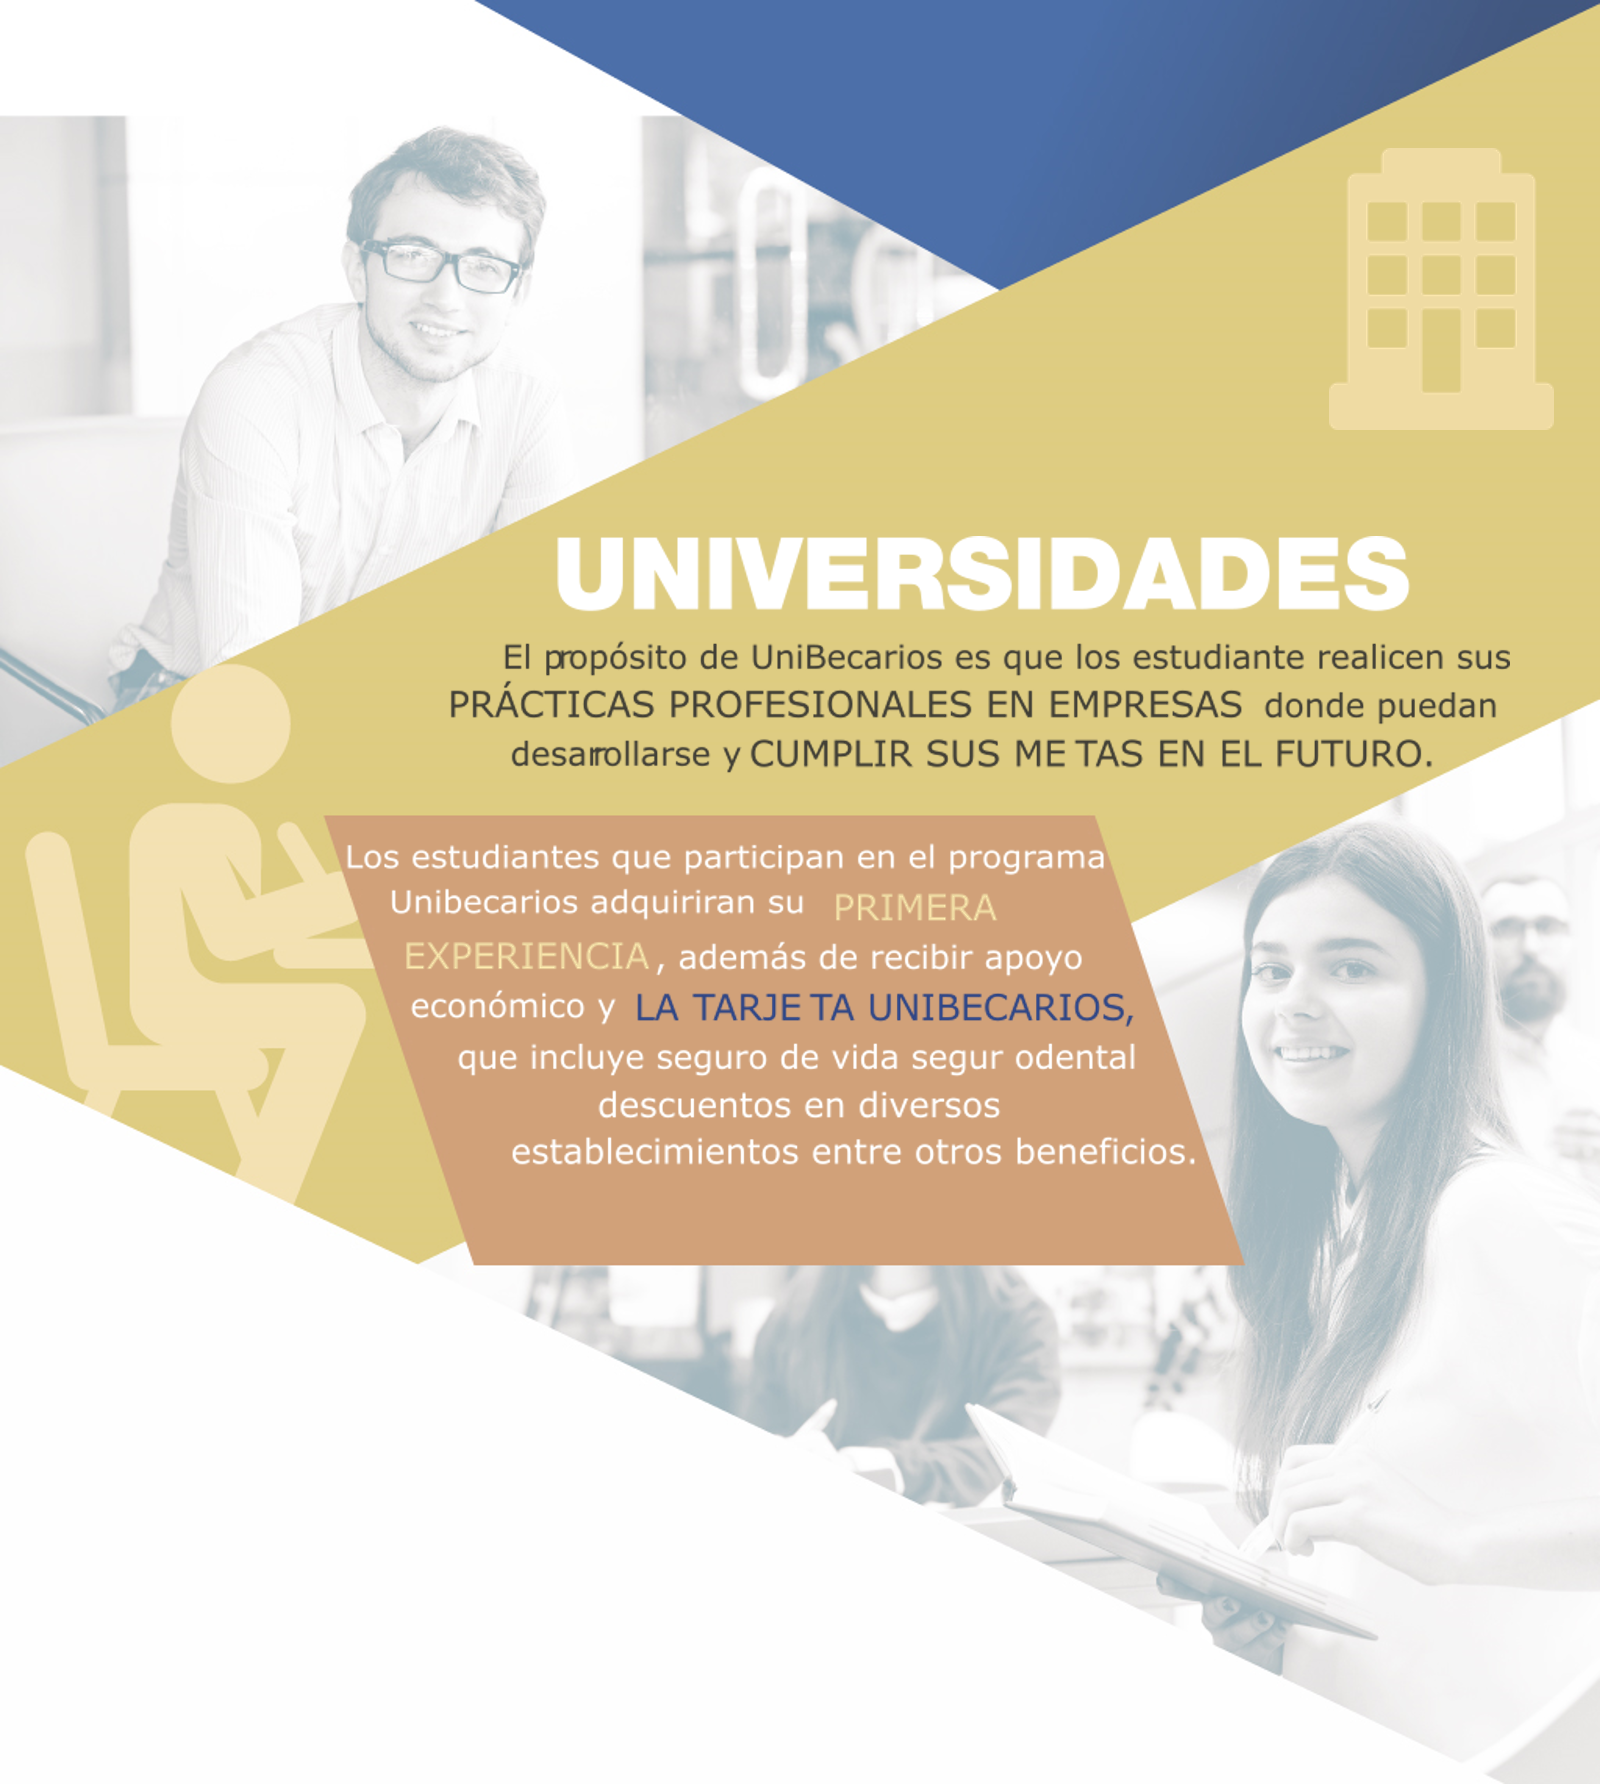 UNIVERSIDADES
El propósito de UniBecarios es que los estudiante realicen sus
PRÁCTICAS PROFESIONALES EN EMPRESAS donde puedan
desarrollarse y CUMPLIR SUS ME TAS EN EL FUTURO.
Los estudiantes que participan en el programa
Unibecarios adquiriran su PRIMERA
EXPERIENCIA, además de recibir apoyo
económico y LA TARJE TA UNIBECARIOS,
que incluye seguro de vida segur odental
descuentos en diversos
establecimientos entre otros beneficios.